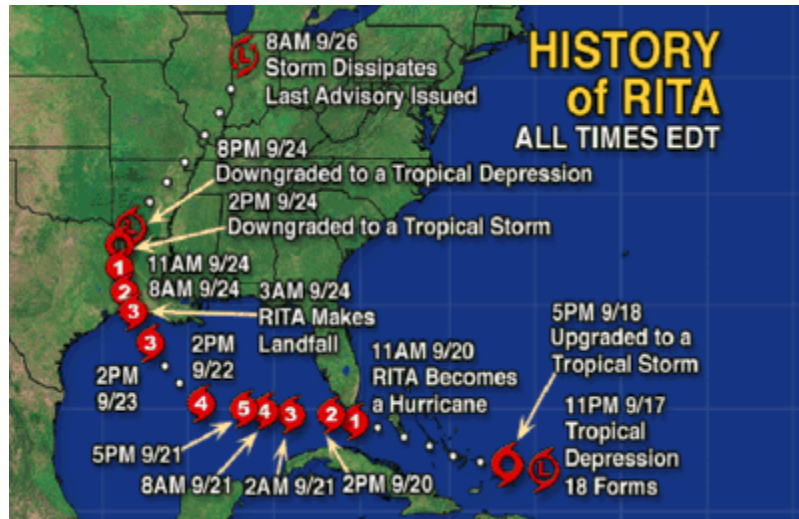 HISTORY
of RITA
ALL TIMES EDT
8AM 9/26
Storm Dissipates
Last Advisory Issued
L
8PM 9/24
Downgraded to a Tropical Depression
2PM 9/24
Downgraded to a Tropical Storm
L
1
11AM 9/24
2
8AM 9/24
3
3AM 9/24
RITA Makes
Landfall
3
2PM
9/23
2PM
9/22
4
5
4
3
2
1
5PM 9/21
8AM 9/21
2AM 9/21
2PM 9/20
11AM 9/20
RITA Becomes
a Hurricane
5PM 9/18
Upgraded to a
Tropical Storm
11PM 9/17
Tropical
Depression
18 Forms
L